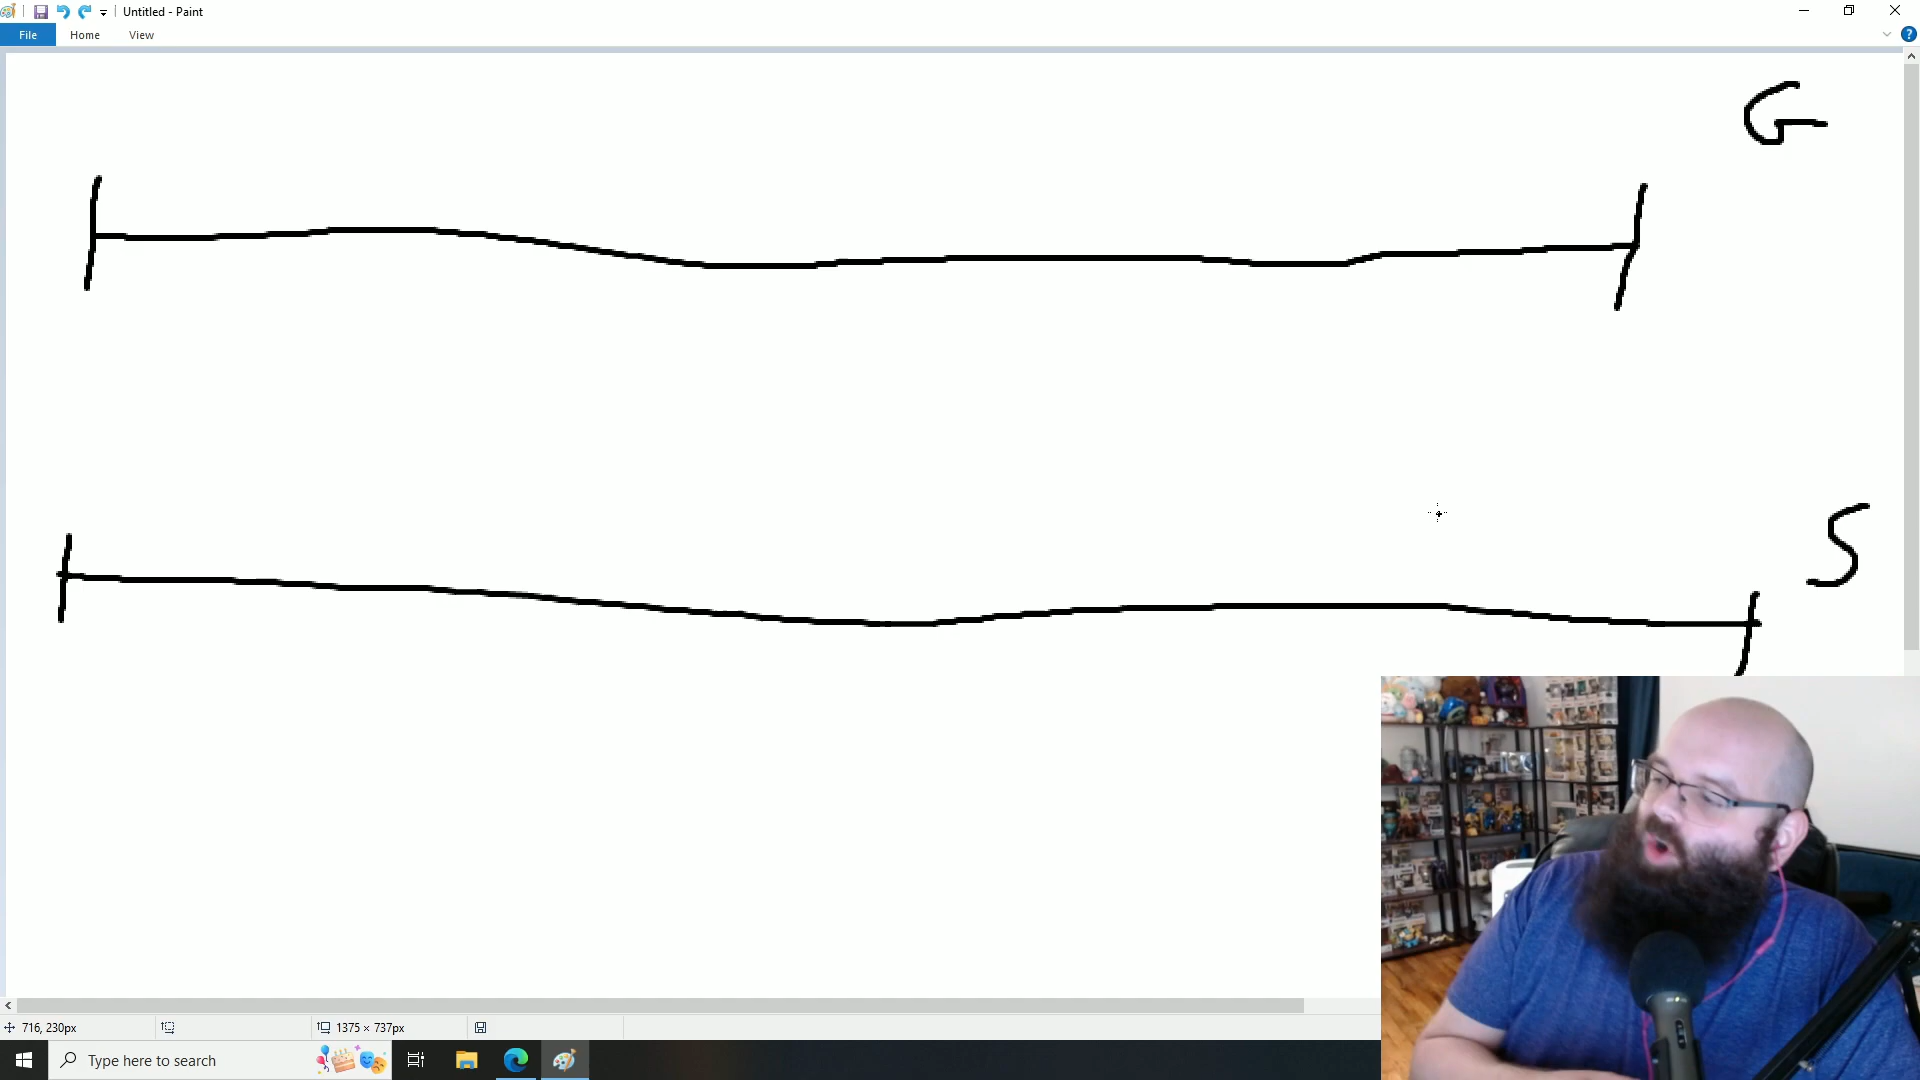 Untitled - Paint
File Home View
G
S
716, 230px
1375 × 737px
Type here to search